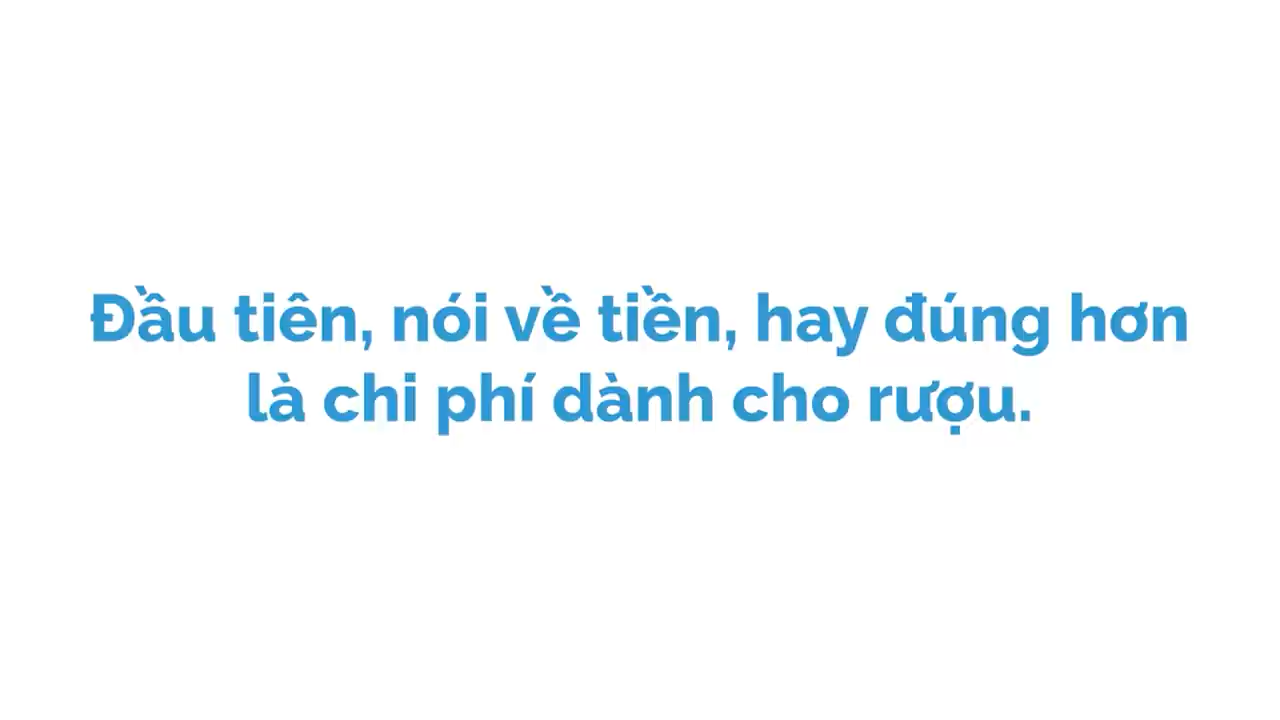 Đầu tiên, nói về tiền, hay đúng hơn
là chi phí dành cho rượu.